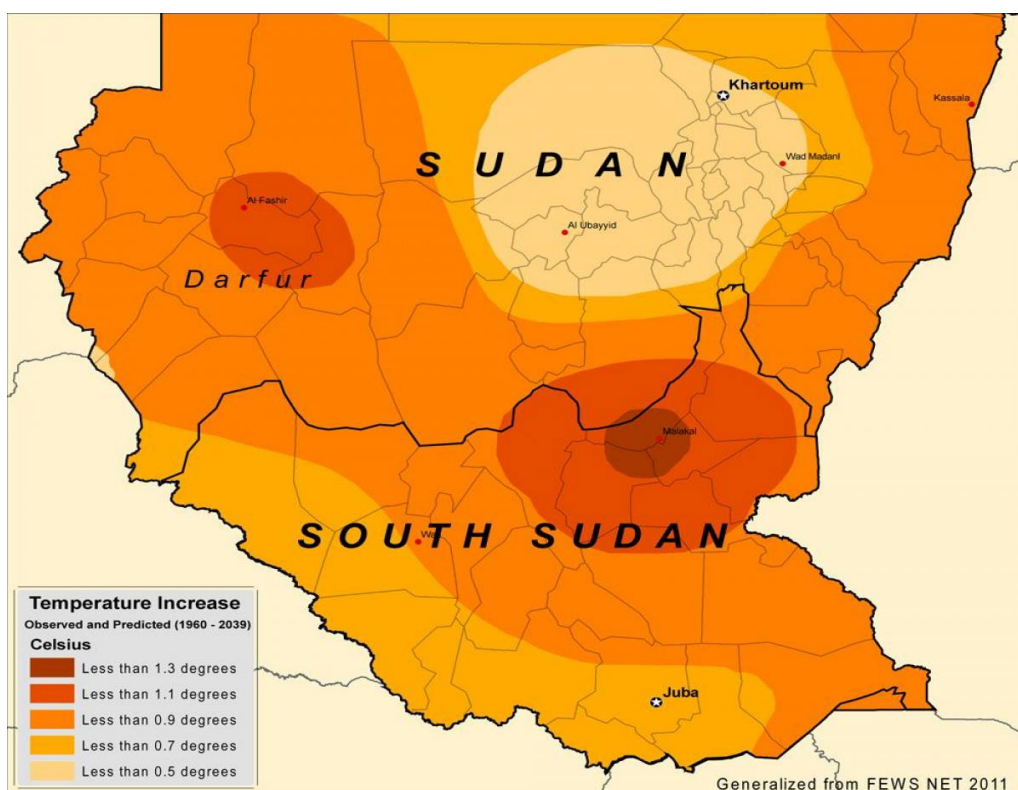 Khartoum
Kassala
SUDAN
Wad Madani
Al Fashir
Al Ubayyid
Darfur
Malakal
SOUTH SUDAN
Juba
Temperature Increase
Observed and Predicted (1960 - 2039)
Celsius
Less than 1.3 degrees
Less than 1.1 degrees
Less than 0.9 degrees
Less than 0.7 degrees
Less than 0.5 degrees
Generalized from FEWS NET 2011